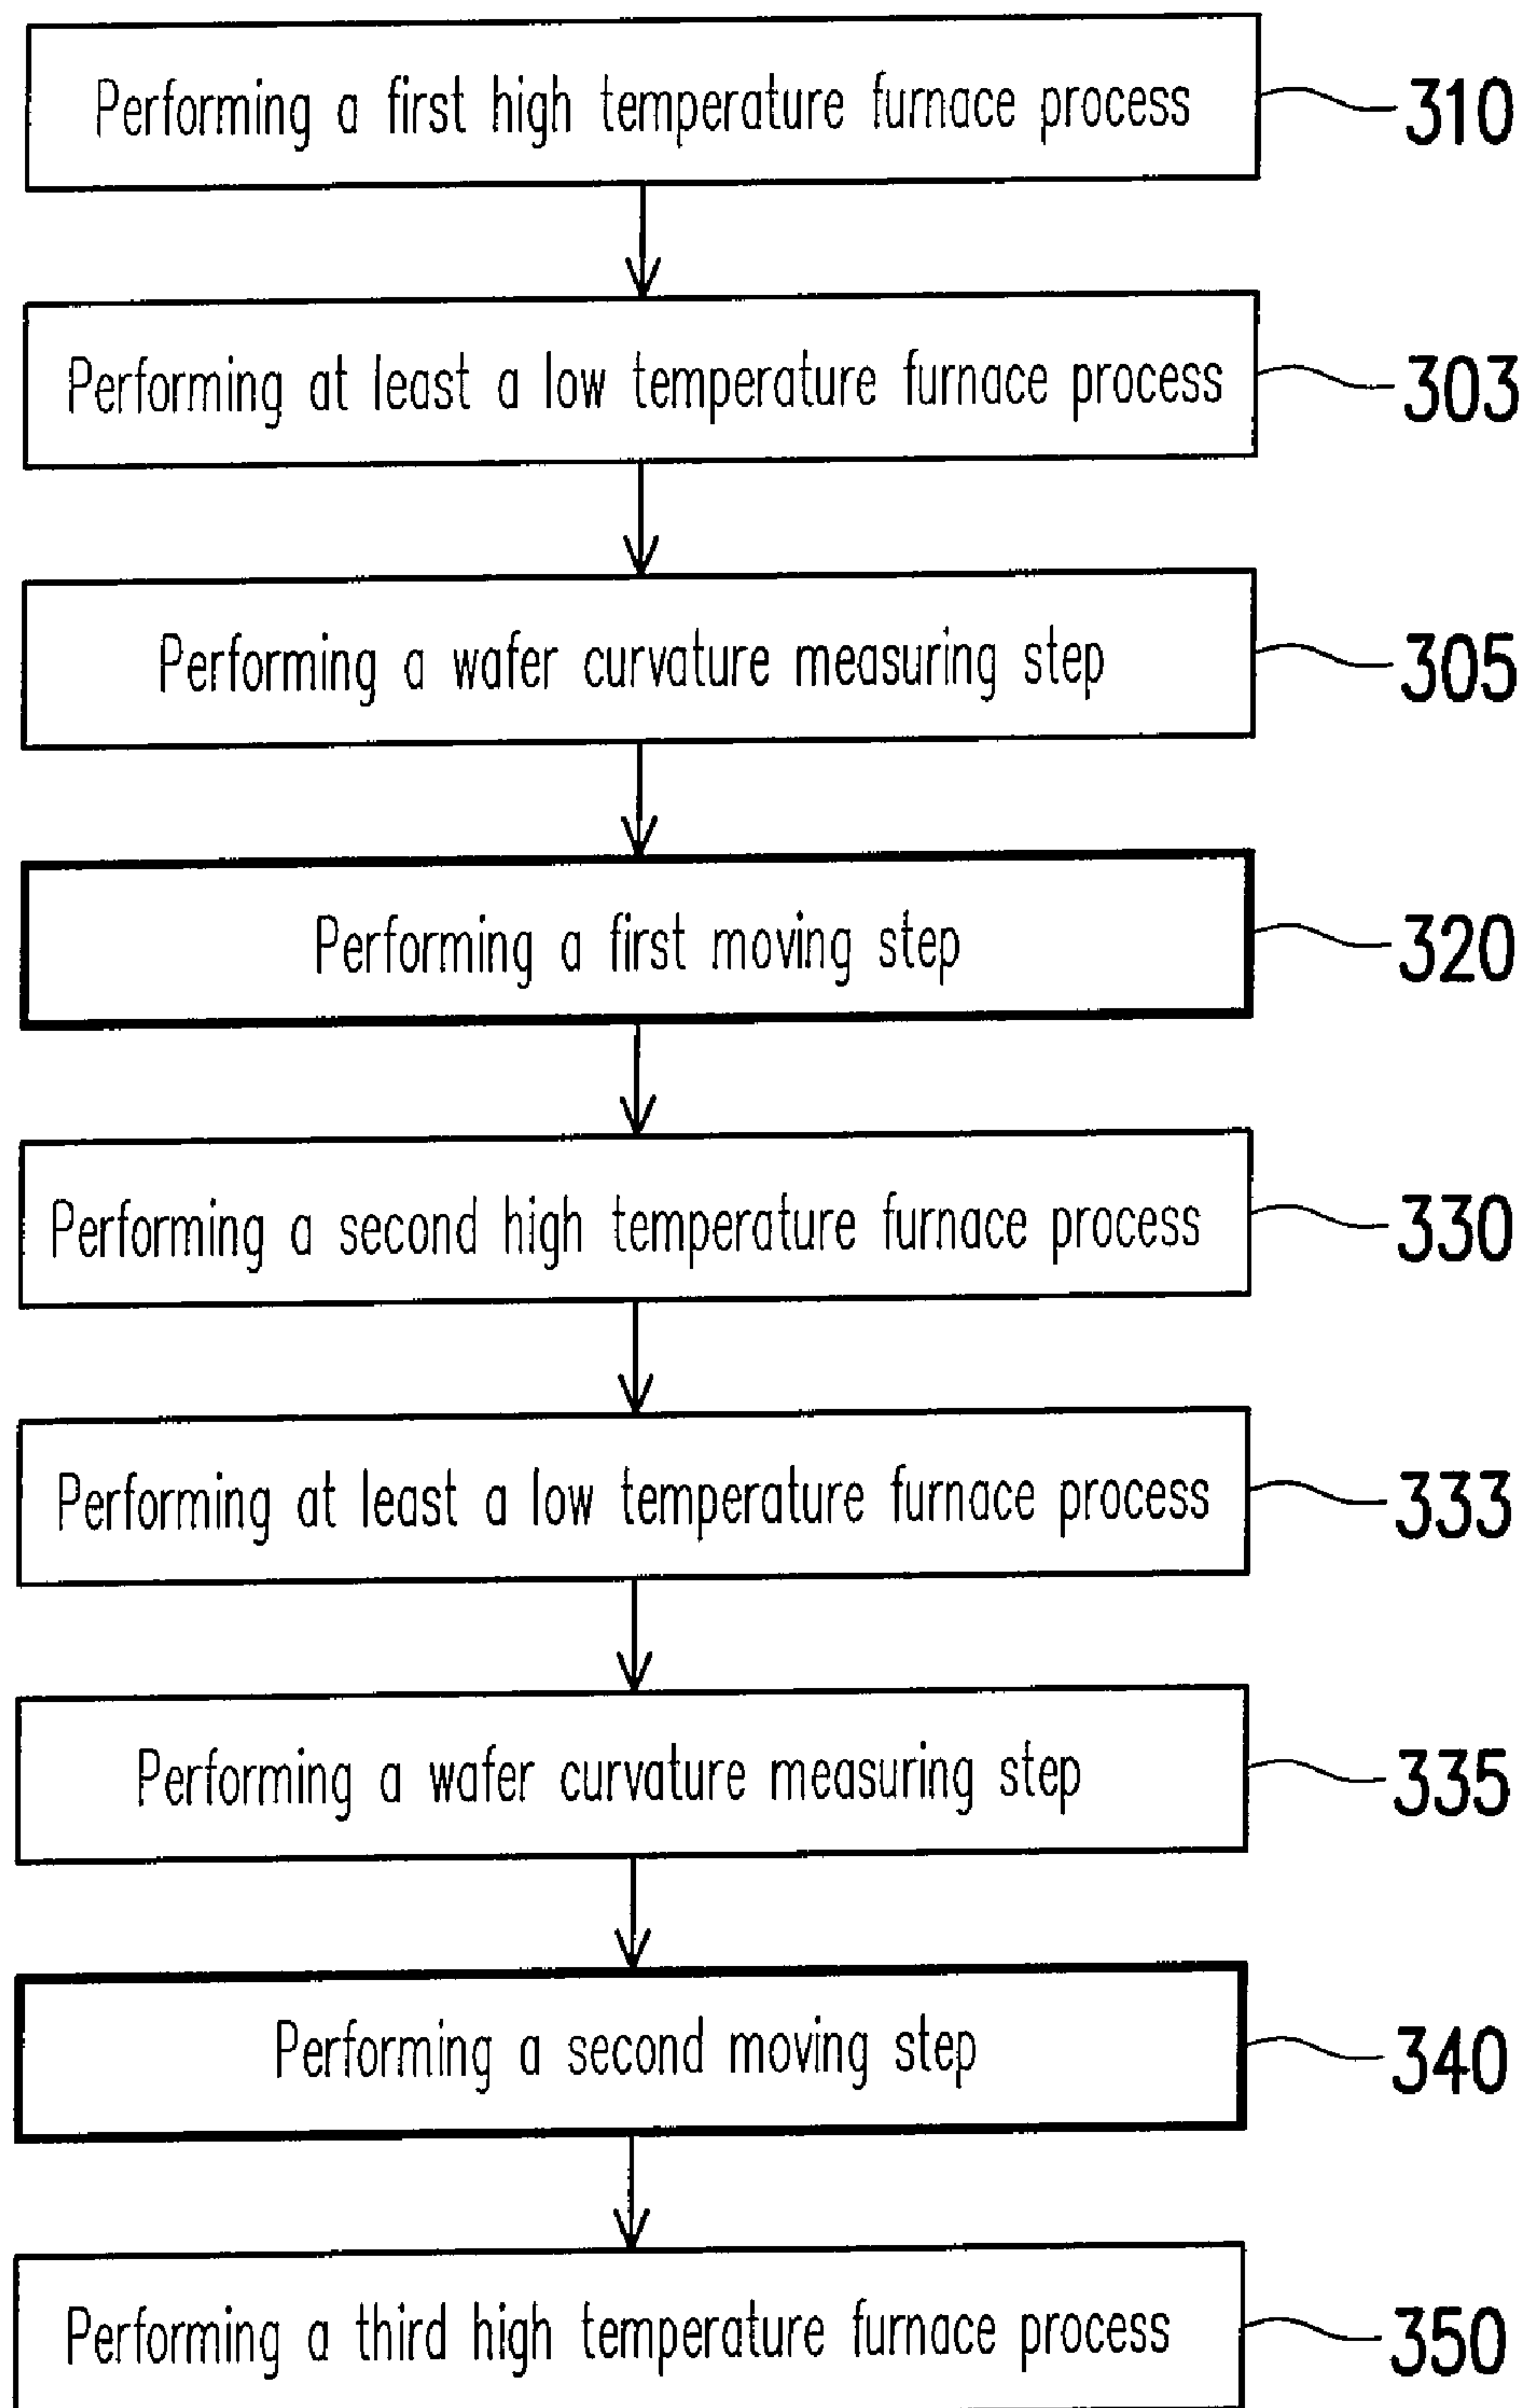 Performing a first high temperature furnace process 310
Performing at least a low temperature furnace process 303
Performing a wafer curvature measuring step 305
Performing a first moving step 320
Performing a second high temperature furnace process 330
Performing at least a low temperature furnace process 333
Performing a wafer curvature measuring step 335
Performing a second moving step 340
Performing a third high temperature furnace process 350